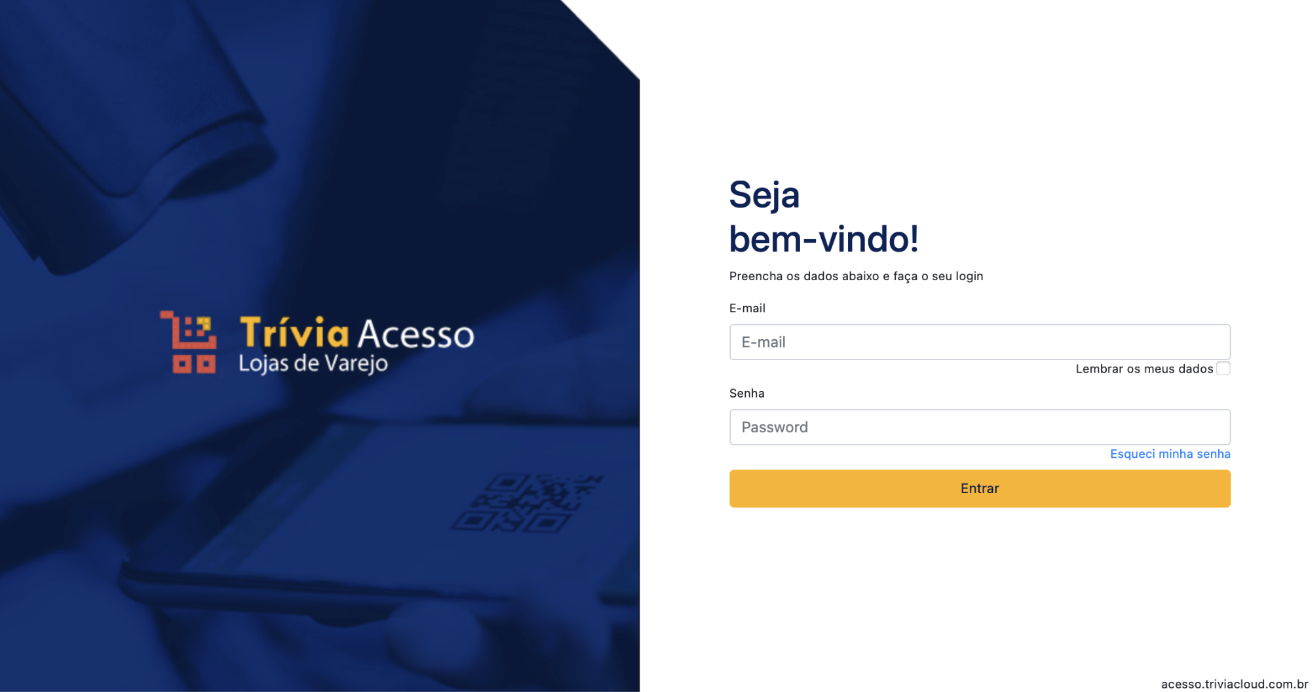 Trívia Acesso
Lojas de Varejo
Seja
bem-vindo!
Preencha os dados abaixo e faça o seu login
E-mail
E-mail
Lembrar os meus dados
Senha
Password
Esqueci minha senha
Entrar
acesso.triviacloud.com.br